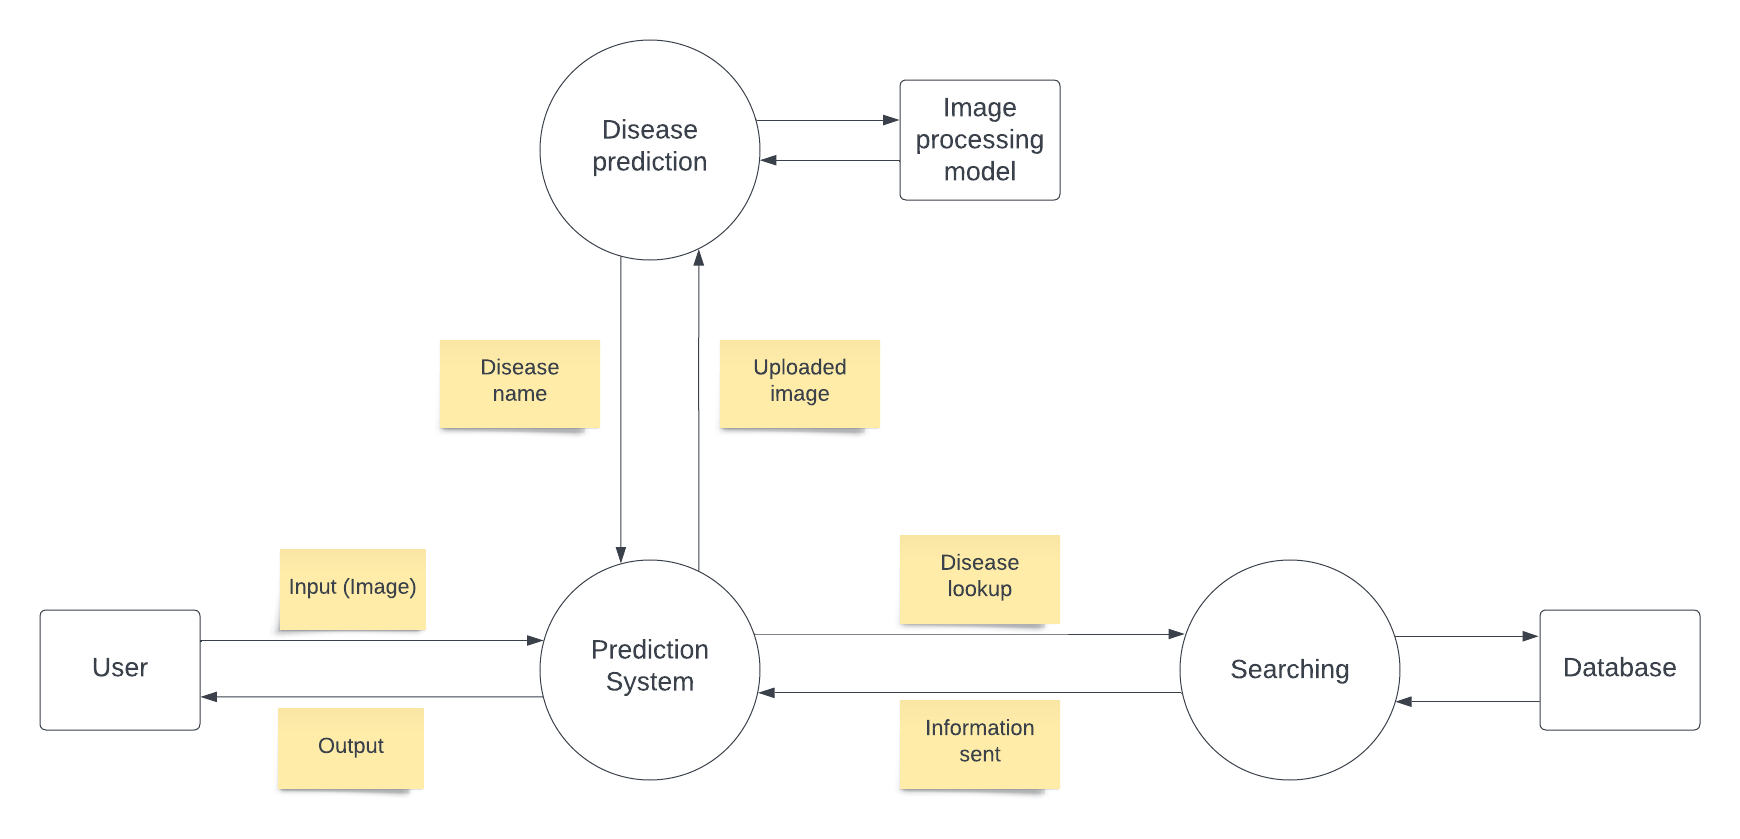 Disease
prediction
Image
processing
model
Disease
name
Uploaded
image
Input (Image)
Disease
lookup
User
Prediction
System
Searching
Database
Output
Information
sent